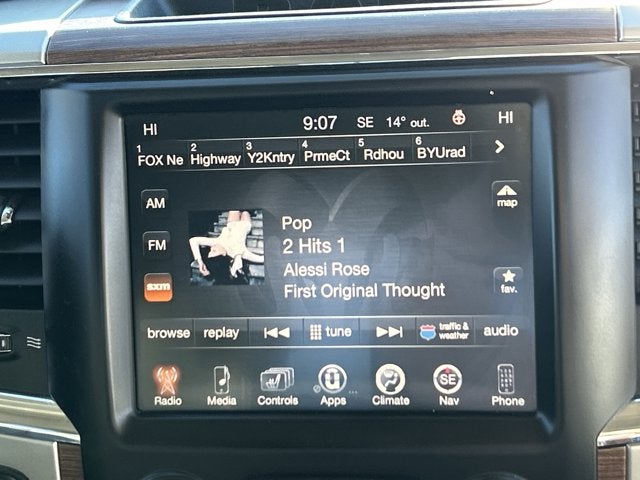 HI 9:07 SE 14° out. HI
1 2 3 4 5 6
FOX Ne Highway Y2Kntry PrmeCt Rdhou BYUrad
AM
map
Pop
FM
2 Hits 1
Alessi Rose
sxm
fav.
First Original Thought
browse replay tune traffic & weather audio
SE
Radio Media Controls Apps Climate Nav Phone